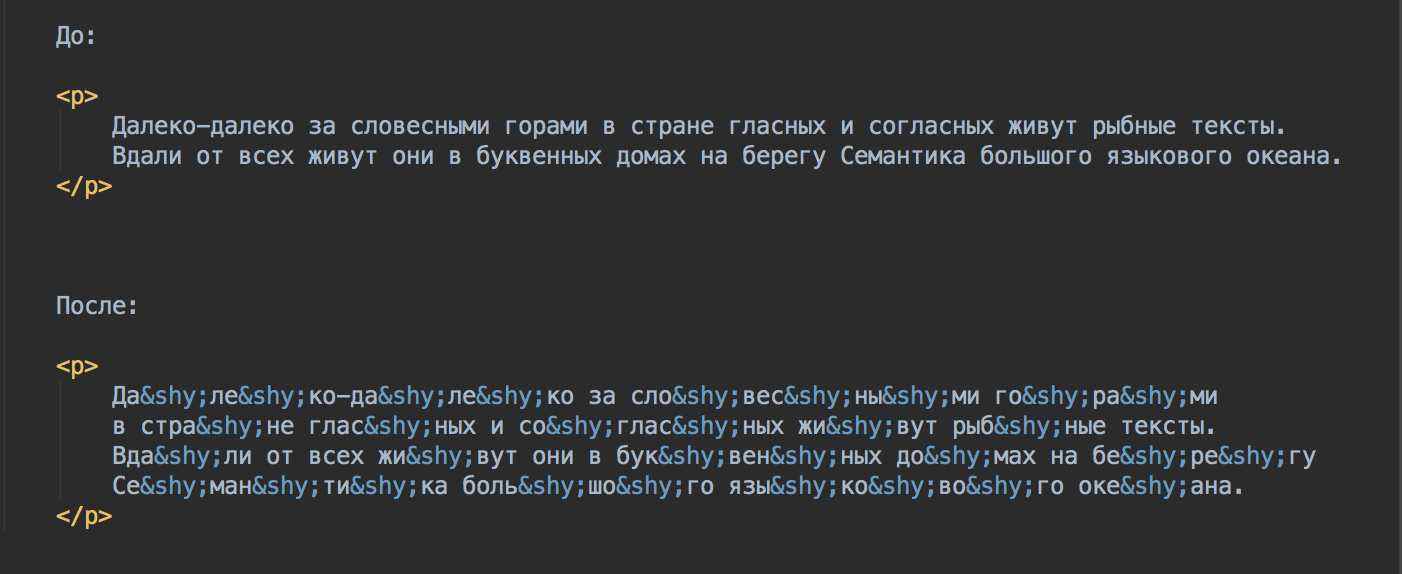 До:
<p>
Далеко-далеко за словесными горами в стране гласных и согласных живут рыбные тексты.
Вдали от всех живут они в буквенных домах на берегу Семантика большого языкового океана.
</p>
После:
<p>
Да&shy;ле&shy;ко-да&shy;ле&shy;ко за сло&shy;вес&shy;ны&shy;ми го&shy;ра&shy;ми
в стра&shy;не глас&shy;ных и со&shy;глас&shy;ных жи&shy;вут рыб&shy;ные тексты.
Вда&shy;ли от всех жи&shy;вут они в бук&shy;вен&shy;ных до&shy;мах на бе&shy;ре&shy;гу
Се&shy;ман&shy;ти&shy;ка боль&shy;шо&shy;го язы&shy;ко&shy;во&shy;го оке&shy;ана.
</p>